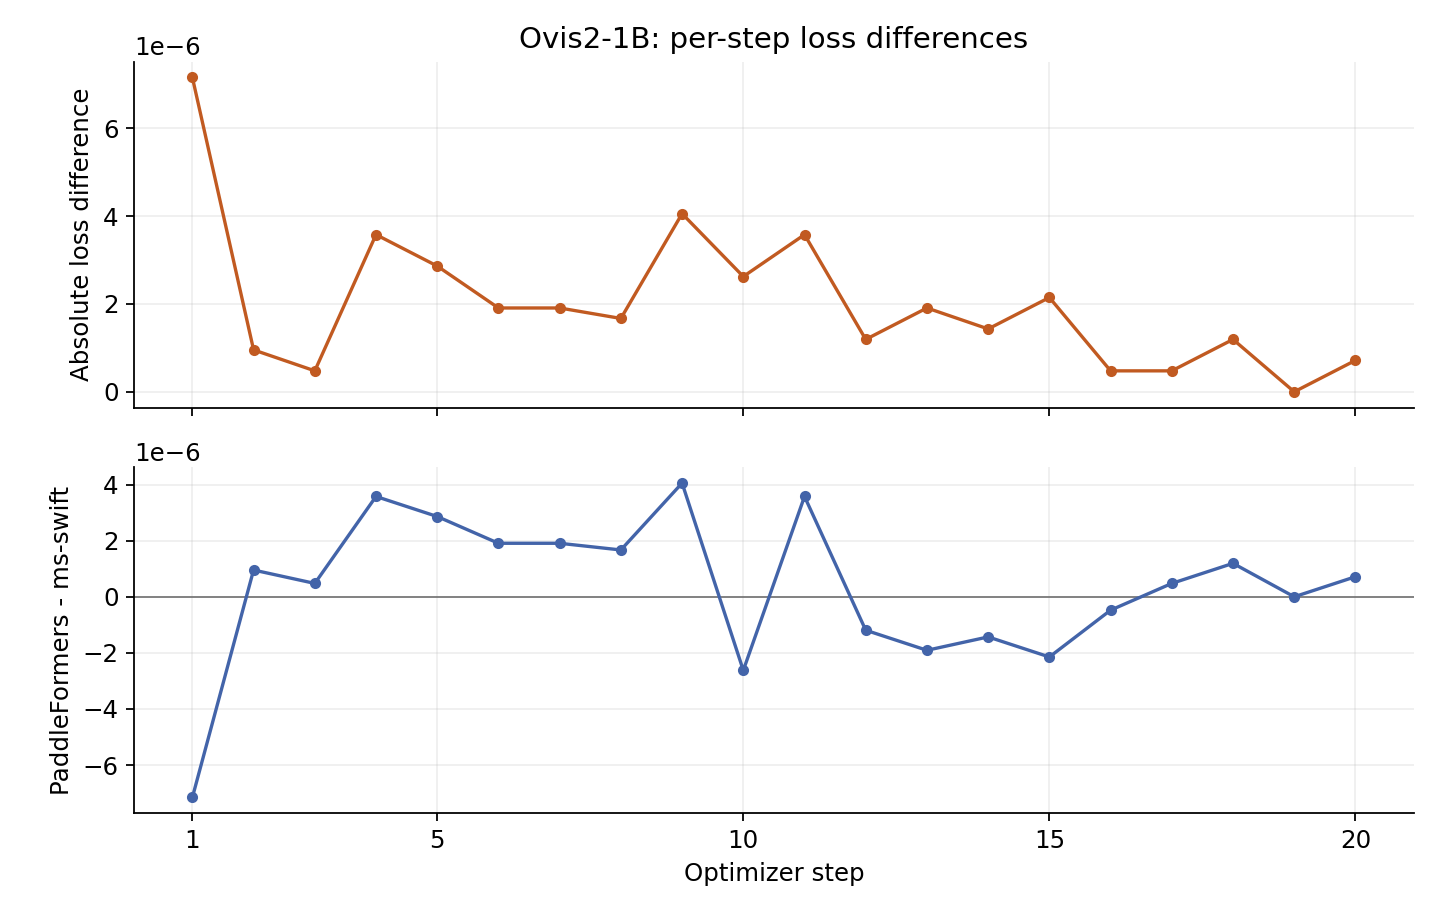 Ovis2-1B: per-step loss differences
1e−6
Absolute loss difference
6
4
2
0
1e−6
PaddleFormers - ms-swift
4
2
0
−2
−4
−6
1 5 10 15 20
Optimizer step